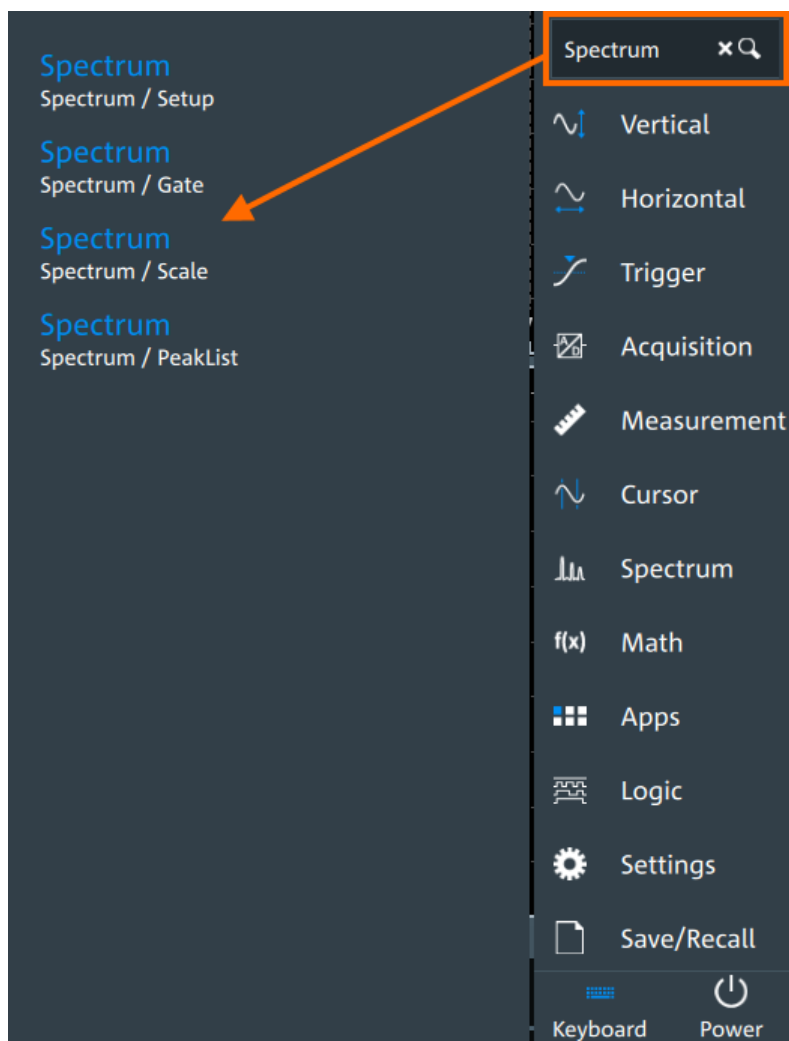 Spectrum
Spectrum / Setup
Spectrum
Spectrum / Gate
Spectrum
Spectrum / Scale
Spectrum
Spectrum / PeakList
Spectrum
Vertical
Horizontal
Trigger
A/D
Acquisition
Measurement
Cursor
Spectrum
f(x) Math
Apps
Logic
Settings
Save/Recall
Keyboard Power